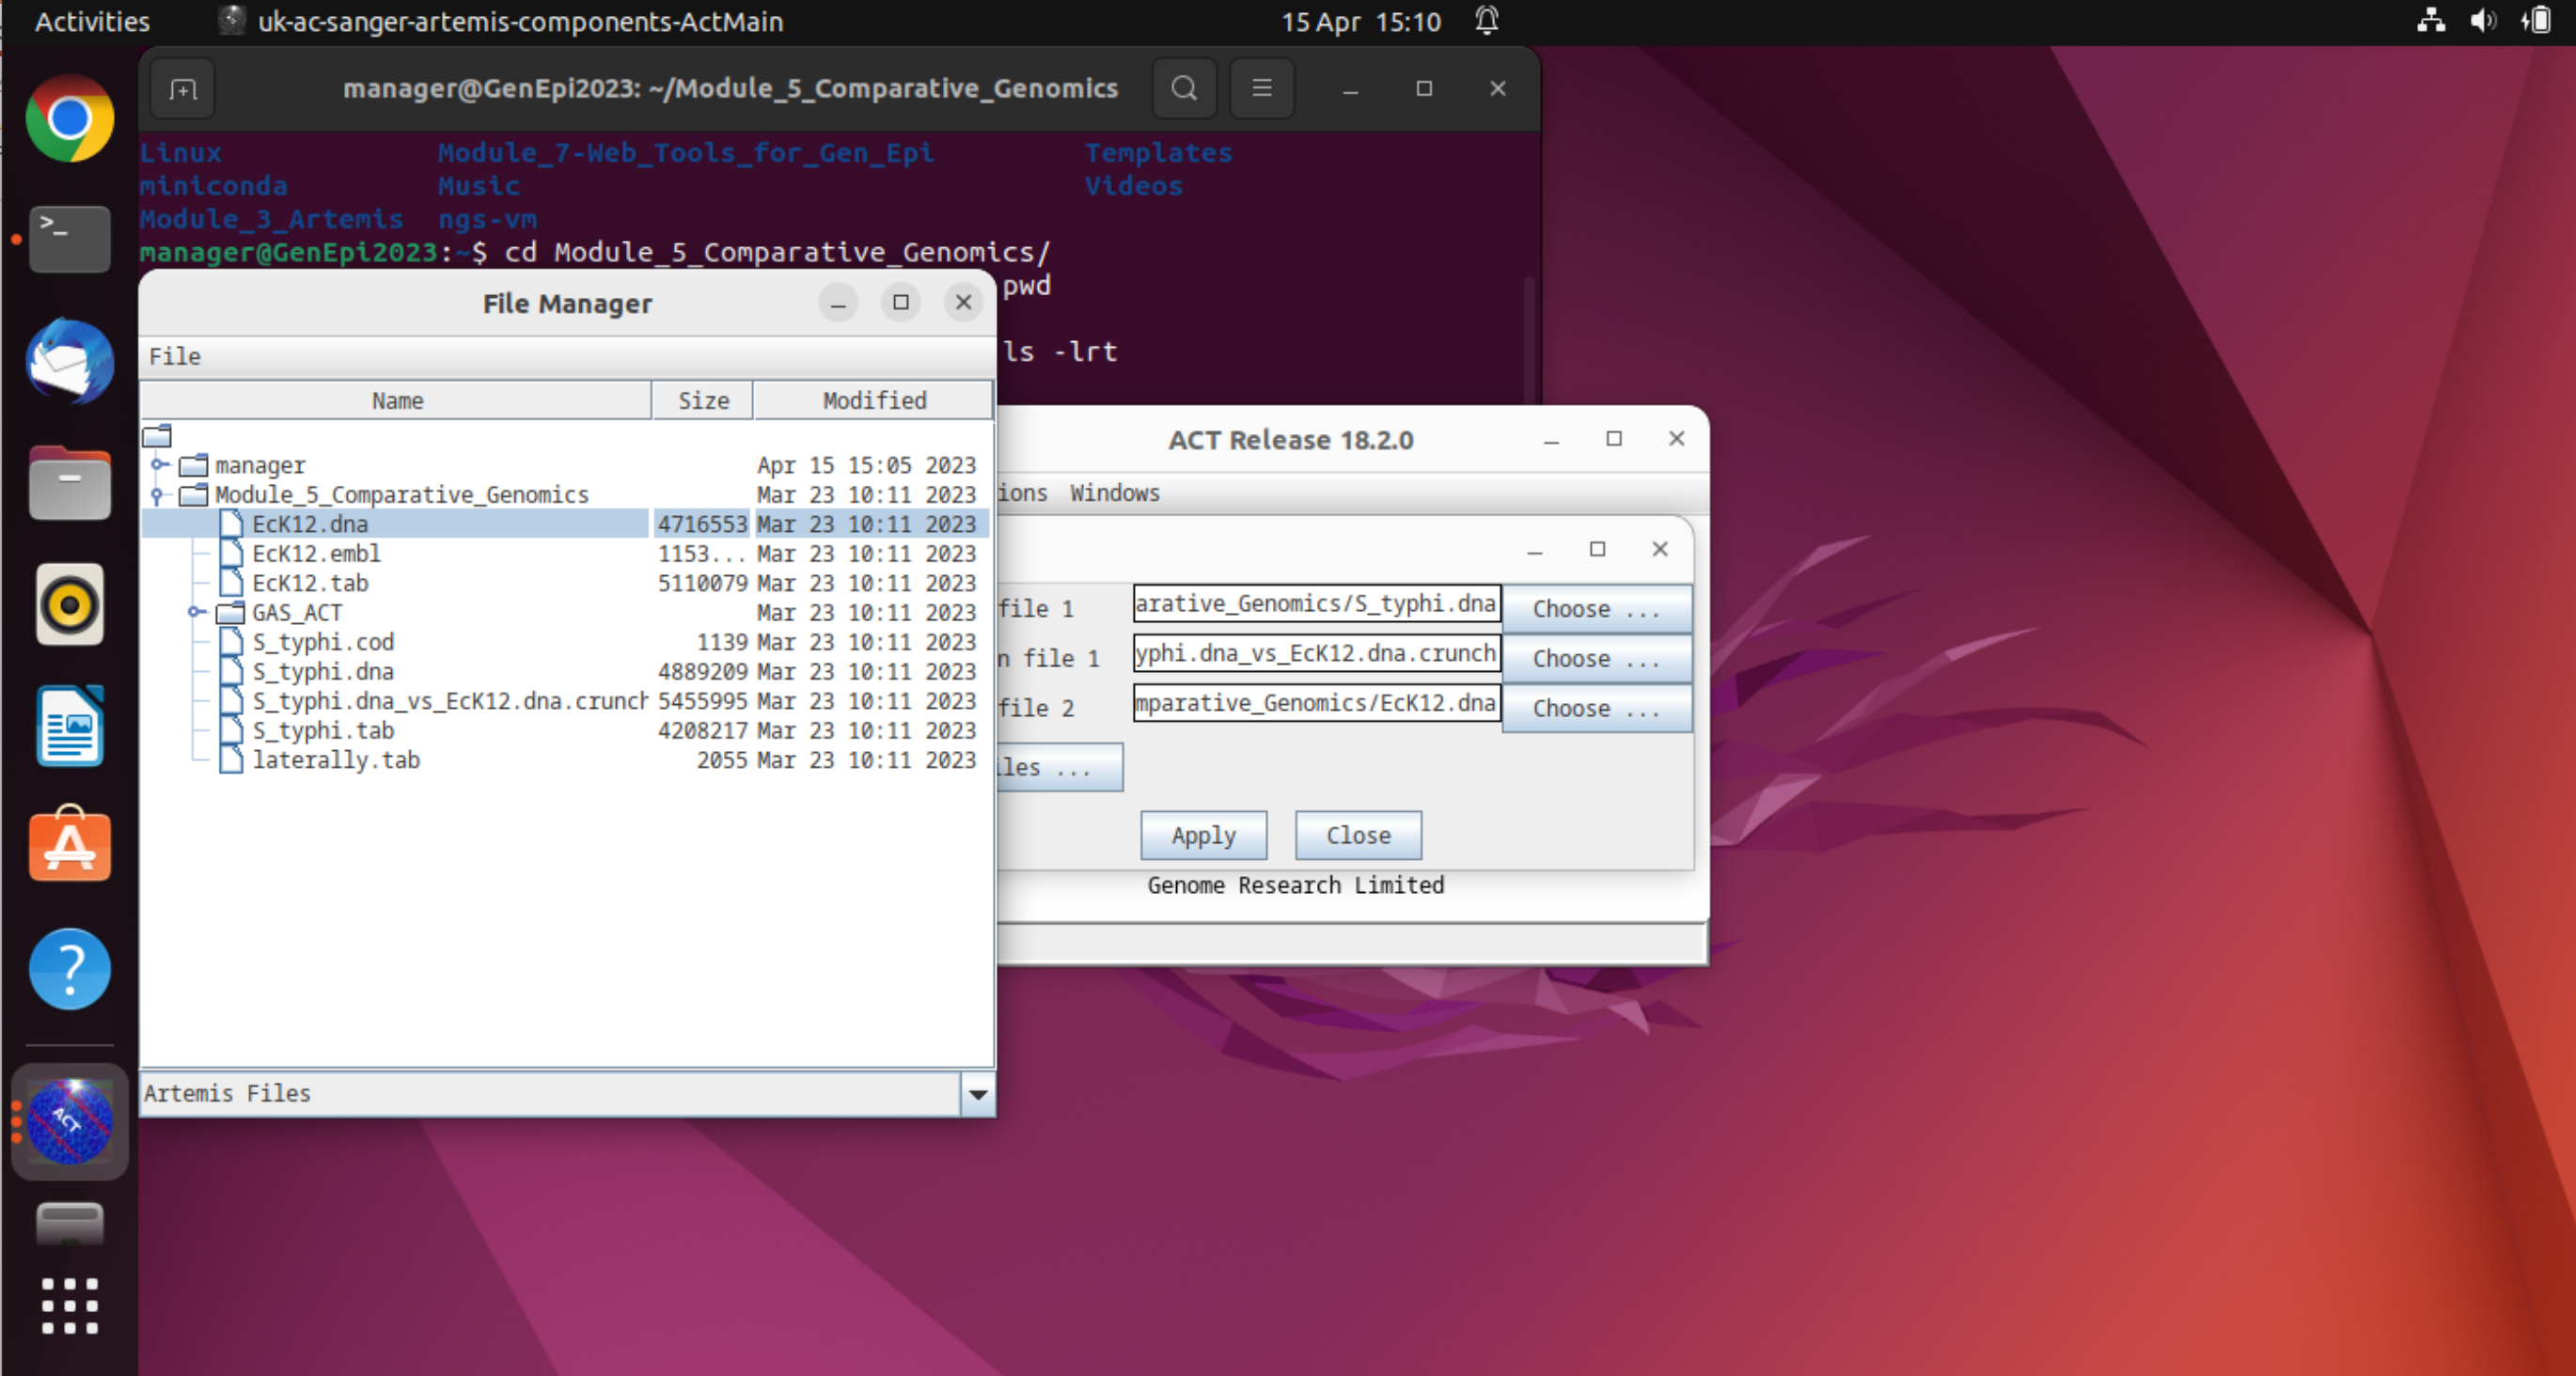 Activities uk-ac-sanger-artemis-components-ActMain 15 Apr 15:10
manager@GenEpi2023: ~/Module_5_Comparative_Genomics
Linux Module_7-Web_Tools_for_Gen_Epi Templates
miniconda Music Videos
Module_3_Artemis ngs-vm
manager@GenEpi2023:~$ cd Module_5_Comparative_Genomics/
pwd
ls -lrt
File Manager
File
Name Size Modified
manager Apr 15 15:05 2023
Module_5_Comparative_Genomics Mar 23 10:11 2023
EcK12.dna 4716553 Mar 23 10:11 2023
EcK12.embl 1153... Mar 23 10:11 2023
EcK12.tab 5110079 Mar 23 10:11 2023
GAS_ACT Mar 23 10:11 2023
S_typhi.cod 1139 Mar 23 10:11 2023
S_typhi.dna 4889209 Mar 23 10:11 2023
S_typhi.dna_vs_EcK12.dna.crunch 5455995 Mar 23 10:11 2023
S_typhi.tab 4208217 Mar 23 10:11 2023
laterally.tab 2055 Mar 23 10:11 2023
Artemis Files
ACT Release 18.2.0
ions Windows
file 1 arative_Genomics/S_typhi.dna Choose ...
n file 1 yphi.dna_vs_EcK12.dna.crunch Choose ...
file 2 mparative_Genomics/EcK12.dna Choose ...
iles ...
Apply Close
Genome Research Limited
ACT